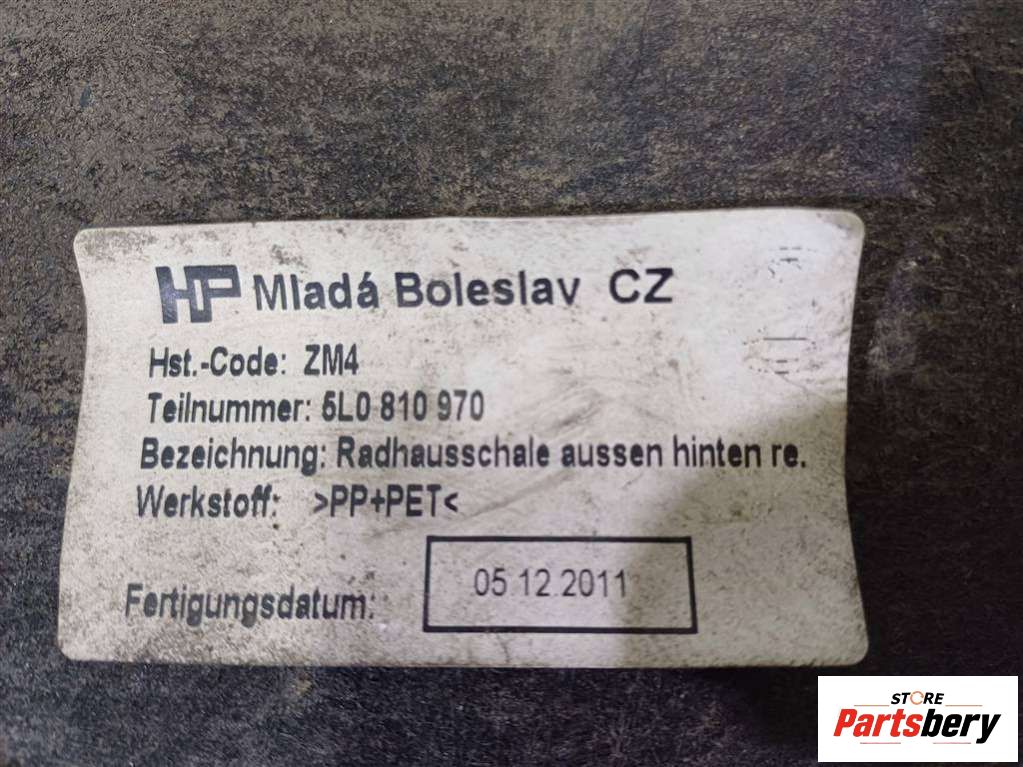 HP Mladá Boleslav CZ
Hst.-Code: ZM4
Teilnummer: 5L0 810 970
Bezeichnung: Radhausschale aussen hinten re.
Werkstoff: >PP+PET<
Fertigungsdatum: 05 12 2011
STORE
Partsbery